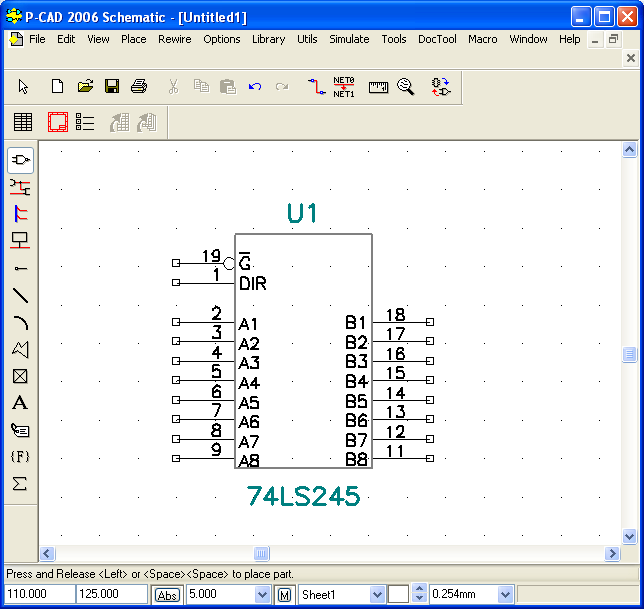 P-CAD 2006 Schematic - [Untitled1]
File Edit View Place Rewire Options Library Utils Simulate Tools DocTool Macro Window Help
NET0
NET1
U1
19 G
1 DIR
2 A1 B1 18
3 A2 B2 17
4 A3 B3 16
5 A4 B4 15
6 A5 B5 14
7 A6 B6 13
8 A7 B7 12
9 A8 B8 11
74LS245
A
{F}
Σ
Press and Release <Left> or <Space><Space> to place part.
110.000 125.000 Abs 5.000 M Sheet1 0.254mm